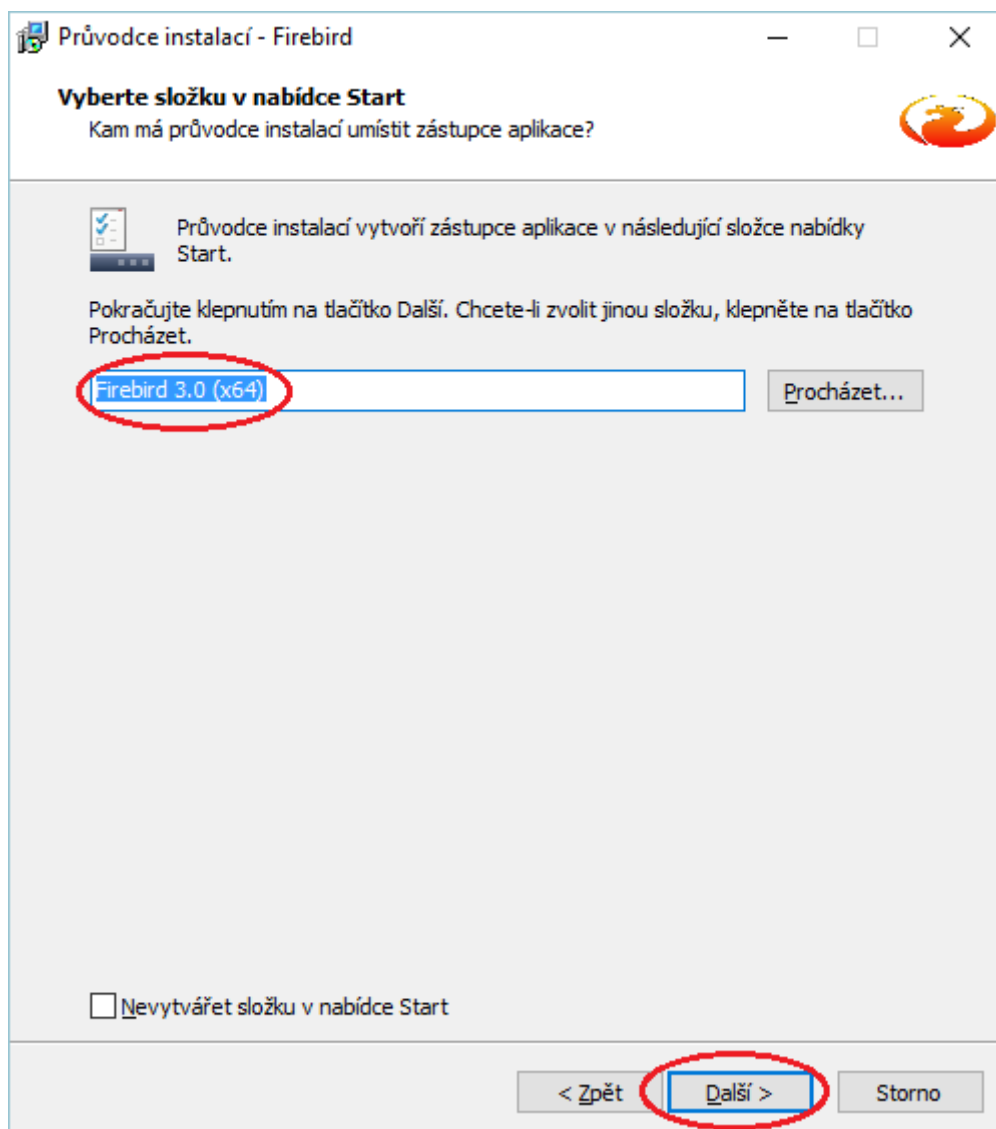 Průvodce instalací - Firebird
Vyberte složku v nabídce Start
Kam má průvodce instalací umístit zástupce aplikace?
Průvodce instalací vytvoří zástupce aplikace v následující složce nabídky
Start.
Pokračujte klepnutím na tlačítko Další. Chcete-li zvolit jinou složku, klepněte na tlačítko
Procházet.
Firebird 3.0 (x64)
Procházet...
Nevytvářet složku v nabídce Start
< Zpět
Další >
Storno